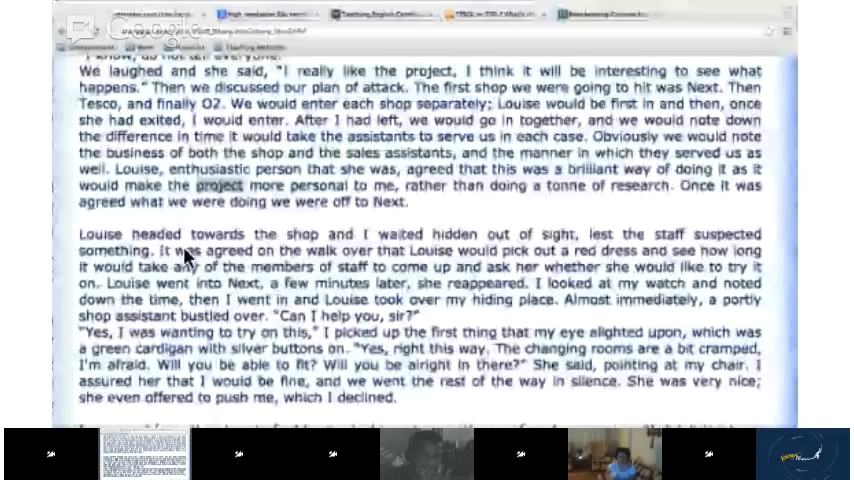 Google
We laughed and she said, "I really like the project, I think it will be interesting to see what
happens." Then we discussed our plan of attack. The first shop we were going to hit was Next. Then
Tesco, and finally O2. We would enter each shop separately; Louise would be first in and then, once
she had exited, I would enter. After I had left, we would go in together, and we would note down
the difference in time it would take the assistants to serve us in each case. Obviously we would note
the business of both the shop and the sales assistants, and the manner in which they served us as
well. Louise, enthusiastic person that she was, agreed that this was a brilliant way of doing it as it
would make the project more personal to me, rather than doing a tonne of research. Once it was
agreed what we were doing we were off to Next.
Louise headed towards the shop and I waited hidden out of sight, lest the staff suspected
something. It was agreed on the walk over that Louise would pick out a red dress and see how long
it would take any of the members of staff to come up and ask her whether she would like to try it
on. Louise went into Next, a few minutes later, she reappeared. I looked at my watch and noted
down the time, then I went in and Louise took over my hiding place. Almost immediately, a portly
shop assistant bustled over. "Can I help you, sir?"
"Yes, I was wanting to try on this," I picked up the first thing that my eye alighted upon, which was
a green cardigan with silver buttons on. "Yes, right this way. The changing rooms are a bit cramped,
I'm afraid. Will you be able to fit? Will you be alright in there?" She said, pointing at my chair. I
assured her that I would be fine, and we went the rest of the way in silence. She was very nice;
she even offered to push me, which I declined.